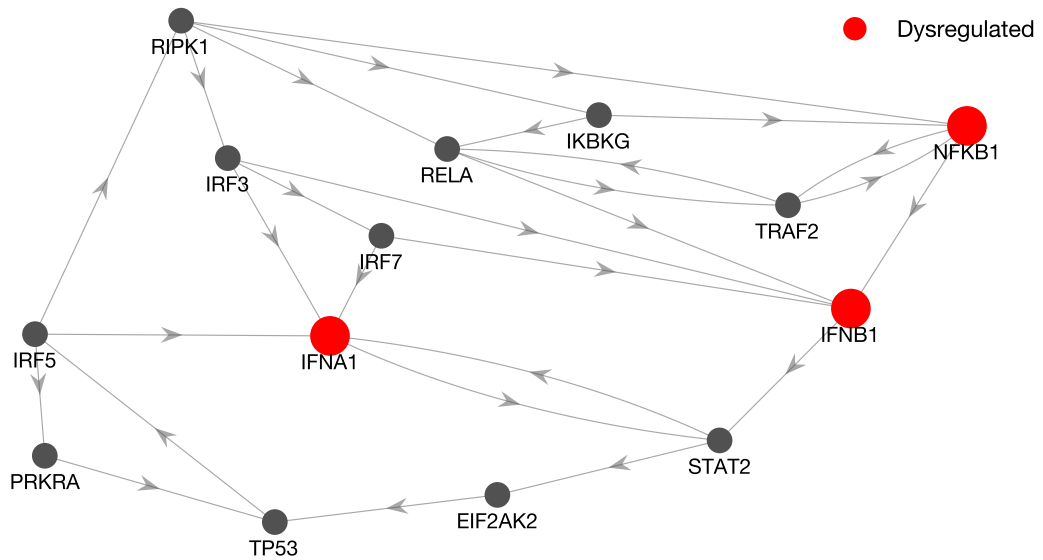 Dysregulated
RIPK1
IKBKG
NFKB1
RELA
IRF3
TRAF2
IRF7
IFNB1
IRF5
IFNA1
STAT2
PRKRA
EIF2AK2
TP53